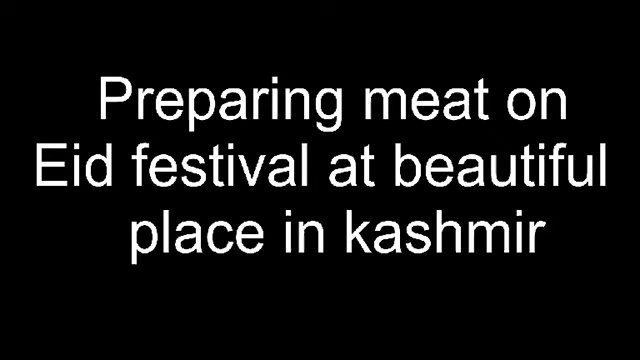 Preparing meat on
Eid festival at beautiful
place in kashmir